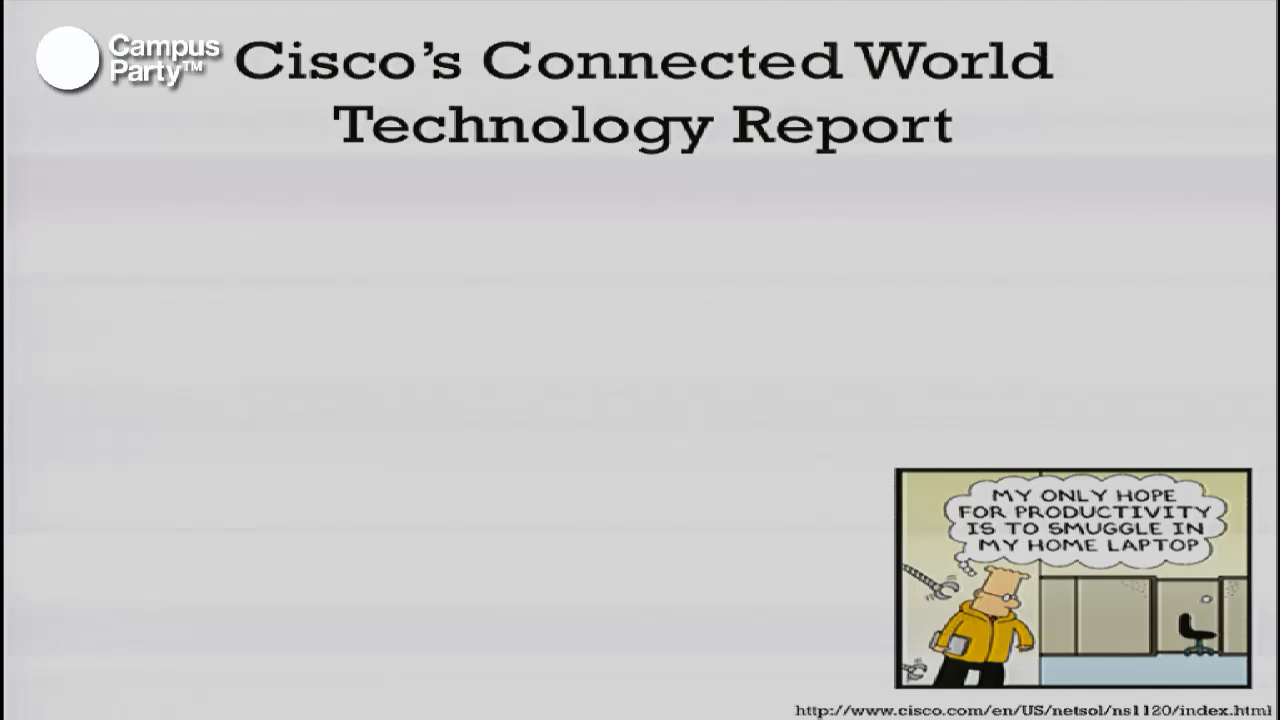 Campus
Party™
Cisco's Connected World
Technology Report
MY ONLY HOPE
FOR PRODUCTIVITY
IS TO SMUGGLE IN
MY HOME LAPTOP
http://www.cisco.com/en/US/netsol/ns1120/index.html